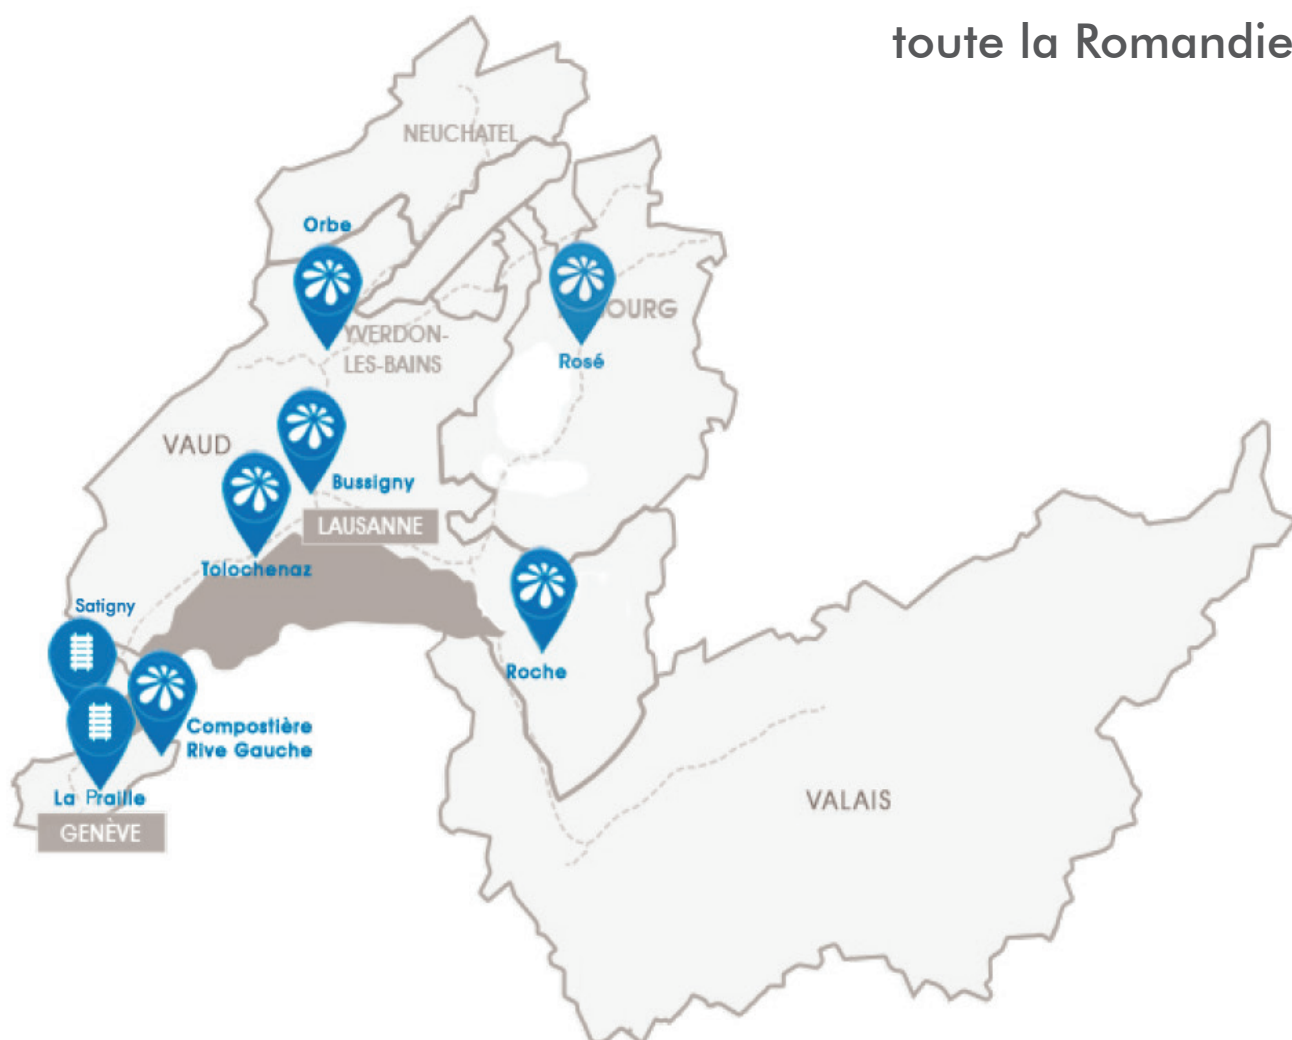 toute la Romandie
NEUCHATEL
Orbe
OURG
YVERDON-
LES-BAINS
Rosé
VAUD
Bussigny
LAUSANNE
Tolochenaz
Satigny
Roche
Compostière
Rive Gauche
La Praille
VALAIS
GENÈVE